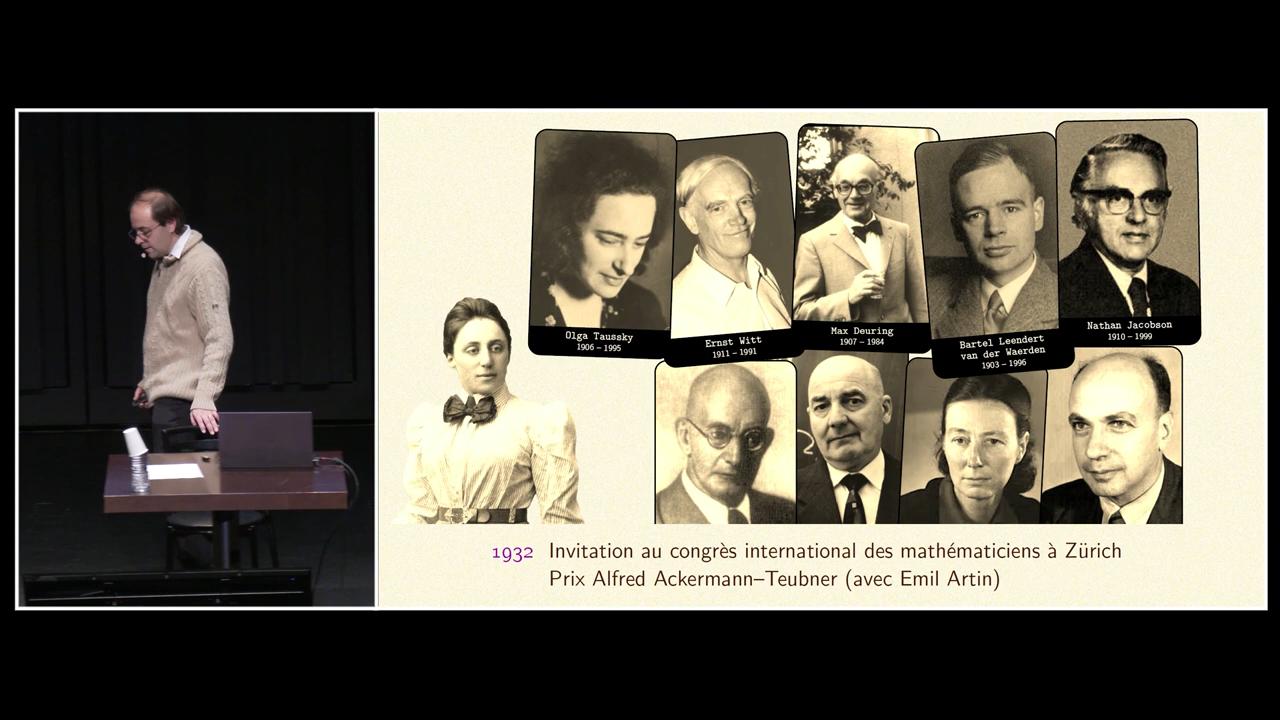 Olga Taussky
1906 – 1995
Ernst Witt
1911 – 1991
Max Deuring
1907 – 1984
Bartel Leendert
van der Waerden
1903 – 1996
Nathan Jacobson
1910 – 1999
2
1932 Invitation au congrès international des mathématiciens à Zürich
Prix Alfred Ackermann–Teubner (avec Emil Artin)